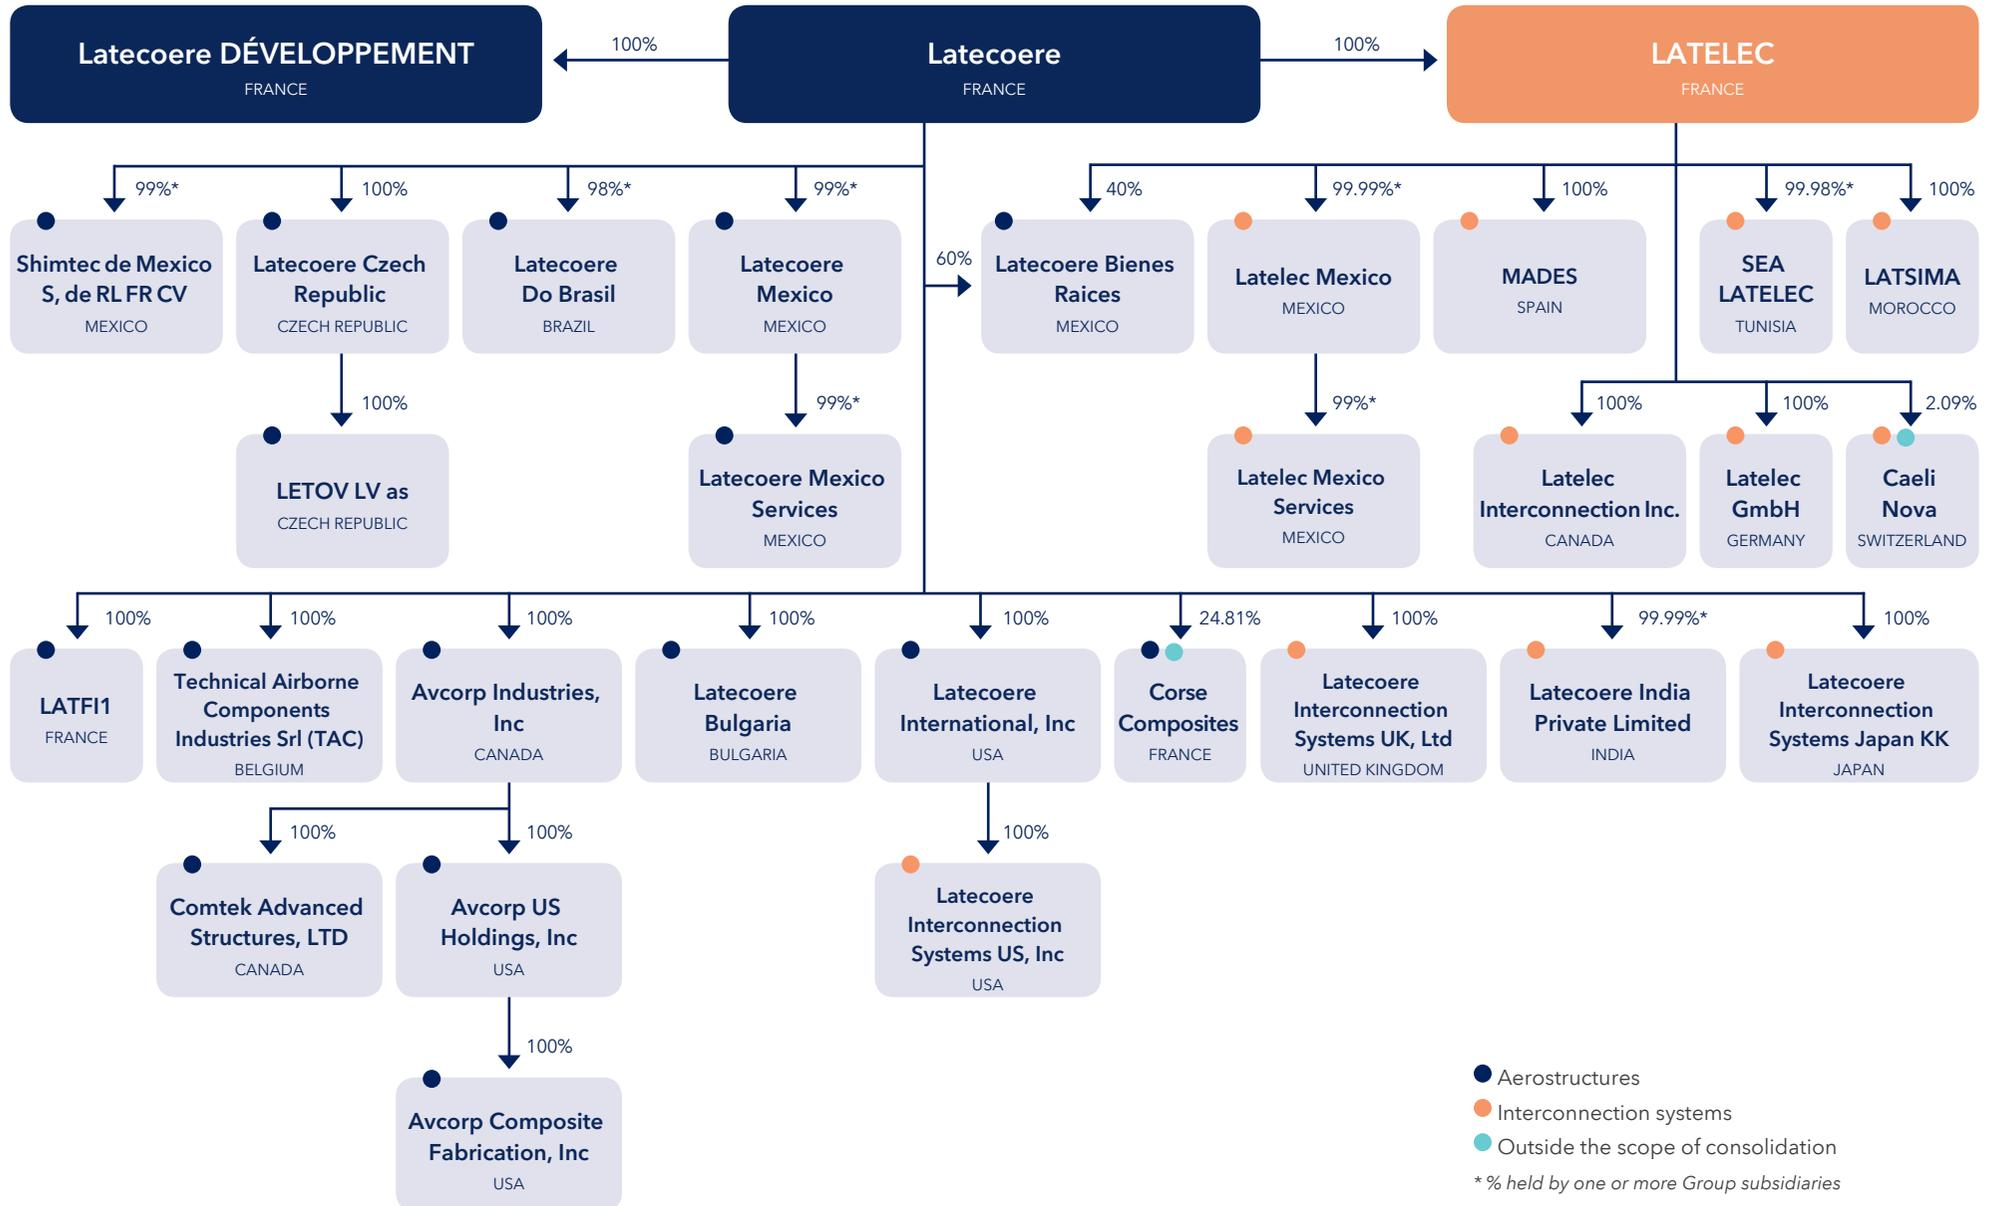 Latecoere DÉVELOPPEMENT
FRANCE
100%
Latecoere
FRANCE
100%
LATELEC
FRANCE
99%*
100%
98%*
99%*
40%
99.99%*
100%
99.98%*
100%
Shimtec de Mexico
S, de RL FR CV
MEXICO
Latecoere Czech
Republic
CZECH REPUBLIC
Latecoere
Do Brasil
BRAZIL
Latecoere
Mexico
MEXICO
60%
Latecoere Bienes
Raices
MEXICO
Latelec Mexico
MEXICO
MADES
SPAIN
SEA
LATELEC
TUNISIA
LATSIMA
MOROCCO
100%
99%*
99%*
100%
100%
2.09%
LETOV LV as
CZECH REPUBLIC
Latecoere Mexico
Services
MEXICO
Latelec Mexico
Services
MEXICO
Latelec
Interconnection Inc.
CANADA
Latelec
GmbH
GERMANY
Caeli
Nova
SWITZERLAND
100%
100%
100%
100%
100%
24.81%
100%
99.99%*
100%
LATFI1
FRANCE
Technical Airborne
Components
Industries Srl (TAC)
BELGIUM
Avcorp Industries,
Inc
CANADA
Latecoere
Bulgaria
BULGARIA
Latecoere
International, Inc
USA
Corse
Composites
FRANCE
Latecoere
Interconnection
Systems UK, Ltd
UNITED KINGDOM
Latecoere India
Private Limited
INDIA
Latecoere
Interconnection
Systems Japan KK
JAPAN
100%
100%
100%
Comtek Advanced
Structures, LTD
CANADA
Avcorp US
Holdings, Inc
USA
Latecoere
Interconnection
Systems US, Inc
USA
100%
Avcorp Composite
Fabrication, Inc
USA
Aerostructures
Interconnection systems
Outside the scope of consolidation
* % held by one or more Group subsidiaries